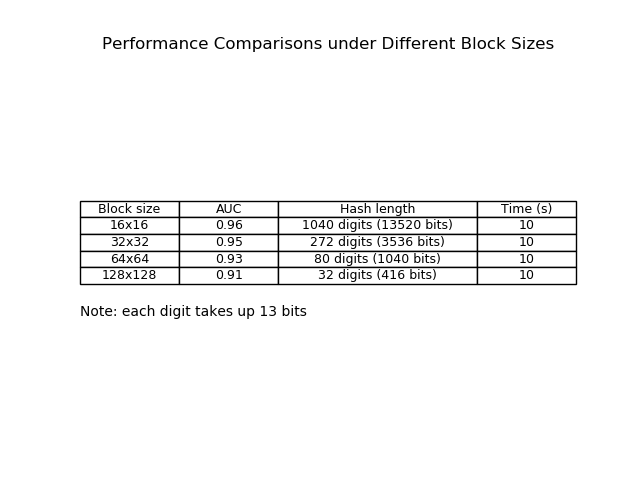 Performance Comparisons under Different Block Sizes
Block size AUC Hash length Time (s)
16x16 0.96 1040 digits (13520 bits) 10
32x32 0.95 272 digits (3536 bits) 10
64x64 0.93 80 digits (1040 bits) 10
128x128 0.91 32 digits (416 bits) 10
Note: each digit takes up 13 bits